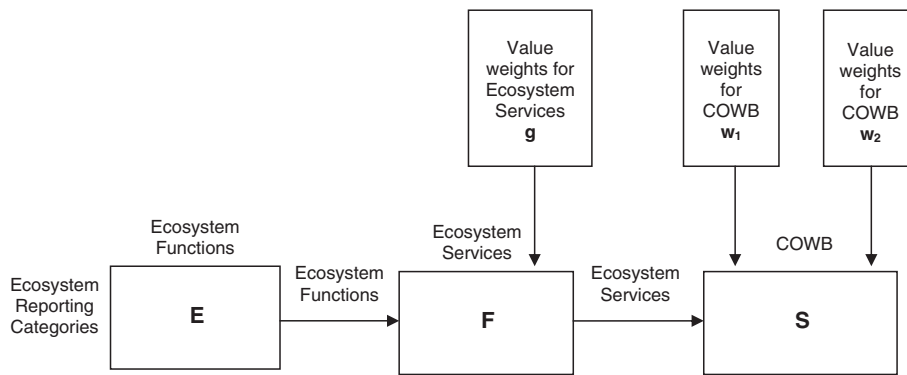 Value
weights for
Ecosystem
Services
g
Value
weights
for
COWB
w₁
Value
weights
for
COWB
w₂
Ecosystem
Functions
Ecosystem
Reporting
Categories
E
Ecosystem
Functions
Ecosystem
Services
F
Ecosystem
Services
COWB
S